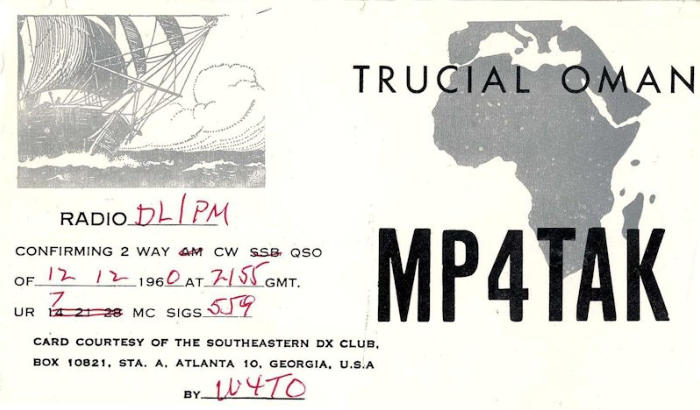 TRUCIAL OMAN
MP4TAK
RADIO DL1PM
CONFIRMING 2 WAY AM CW SSB QSO
OF 12 12 1960 AT 2155 GMT.
7
UR 14 21 28 MC SIGS 559
CARD COURTESY OF THE SOUTHEASTERN DX CLUB,
BOX 10821, STA. A, ATLANTA 10, GEORGIA, U.S.A
BY W4TO